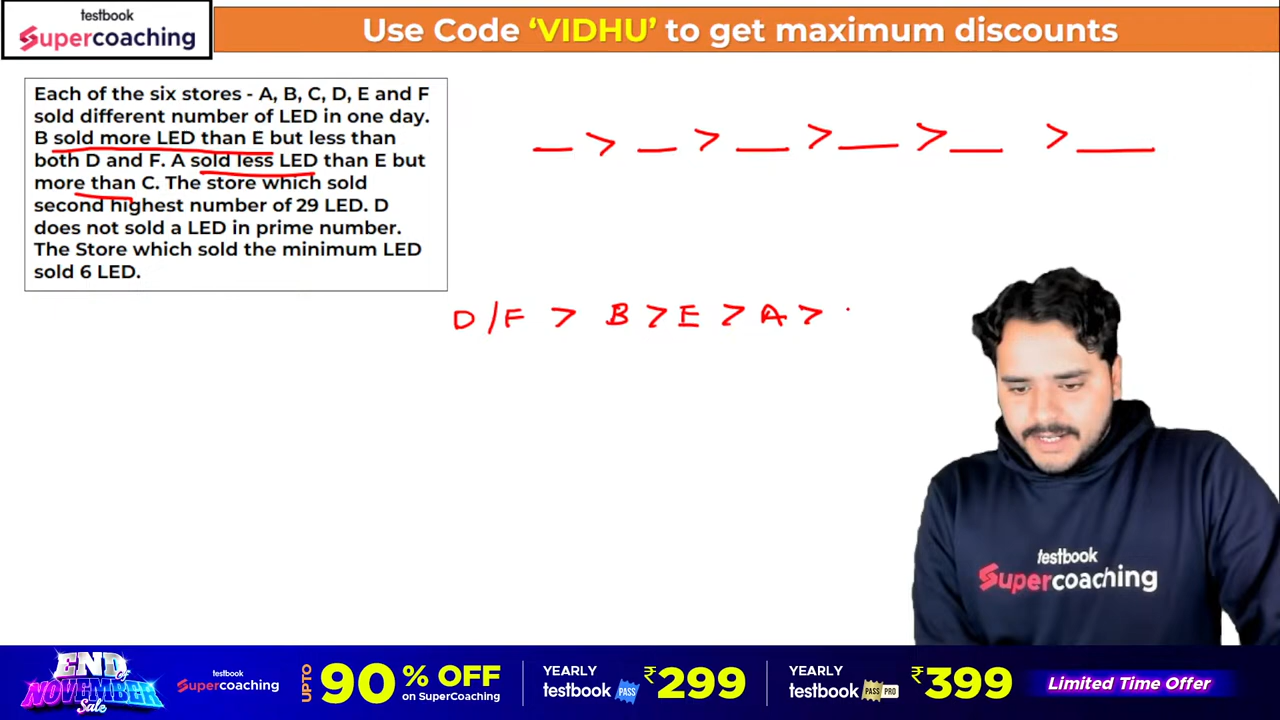 testbook
Supercoaching
Use Code ‘VIDHU’ to get maximum discounts
Each of the six stores - A, B, C, D, E and F
sold different number of LED in one day.
B sold more LED than E but less than
both D and F. A sold less LED than E but
more than C. The store which sold
second highest number of 29 LED. D
does not sold a LED in prime number.
The Store which sold the minimum LED
sold 6 LED.
_ > _ > _ > _ > _ > _
D/F > B > E > A >
testbook
Supercoaching
END
of
NOVEMBER
Sale
testbook
Supercoaching
UPTO
90% OFF
on SuperCoaching
YEARLY
testbook PASS
₹299
YEARLY
testbook PASS PRO
₹399
Limited Time Offer